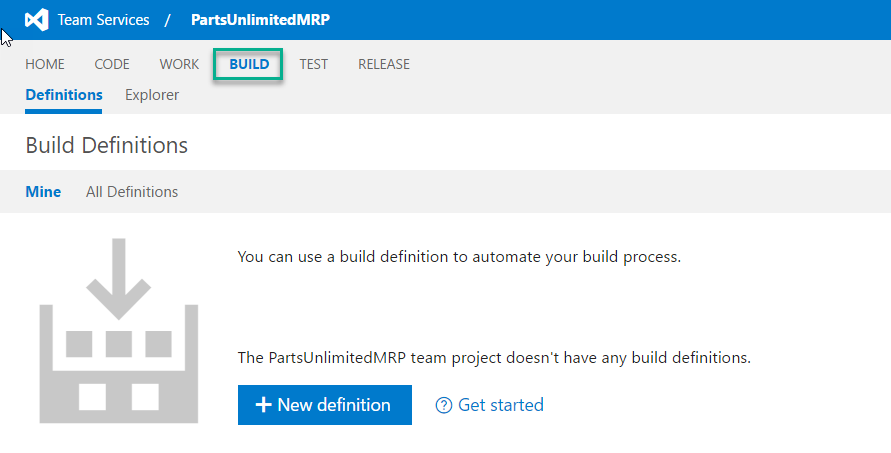 Team Services / PartsUnlimitedMRP
HOME CODE WORK BUILD TEST RELEASE
Definitions Explorer
Build Definitions
Mine All Definitions
You can use a build definition to automate your build process.
The PartsUnlimitedMRP team project doesn't have any build definitions.
+ New definition ? Get started